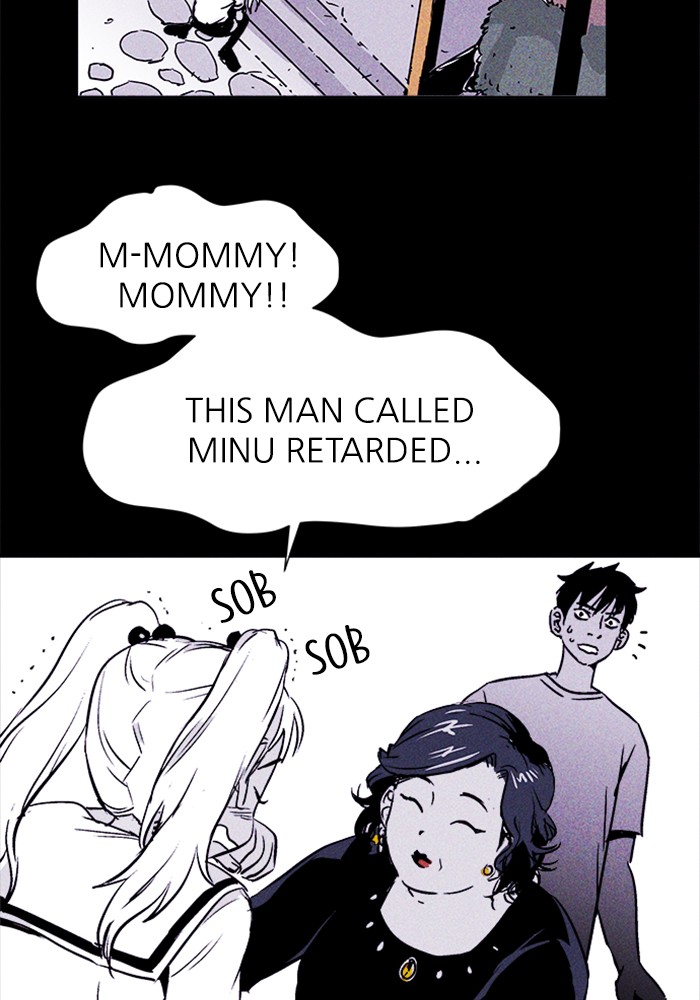 M-MOMMY!
MOMMY!!
THIS MAN CALLED
MINU RETARDED...
SOB
SOB